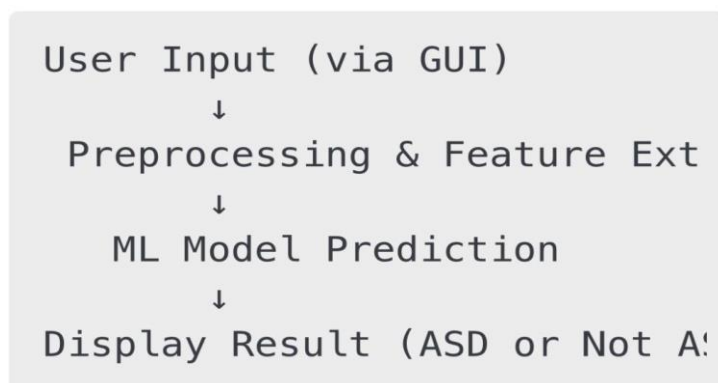 User Input (via GUI)
↓
Preprocessing & Feature Ext
↓
ML Model Prediction
↓
Display Result (ASD or Not